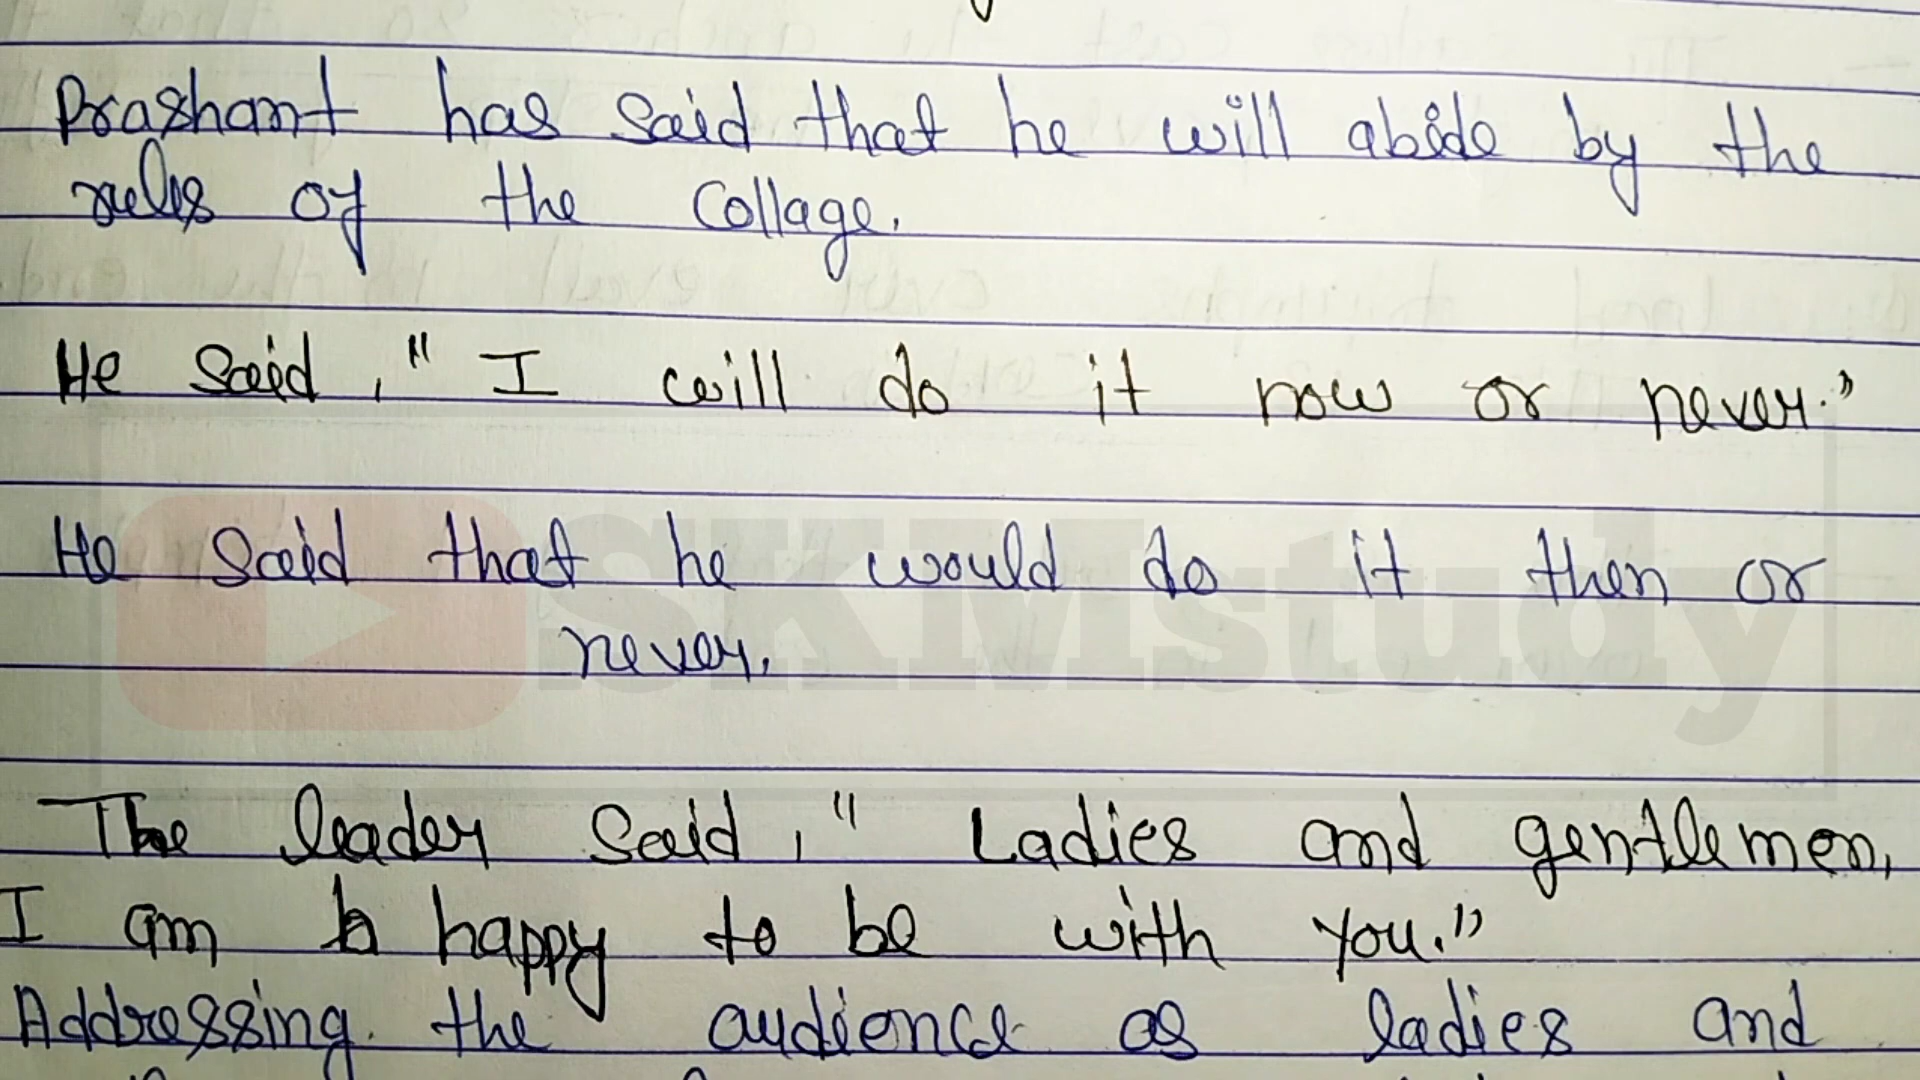 Prashant has said that he will abide by the
rules of the Collage.
He said, " I will do it now or never."
He said that he would do it then or
never.
SKMstudy
The leader said, " Ladies and gentlemen,
I am h happy to be with you."
Addressing the audience as ladies and